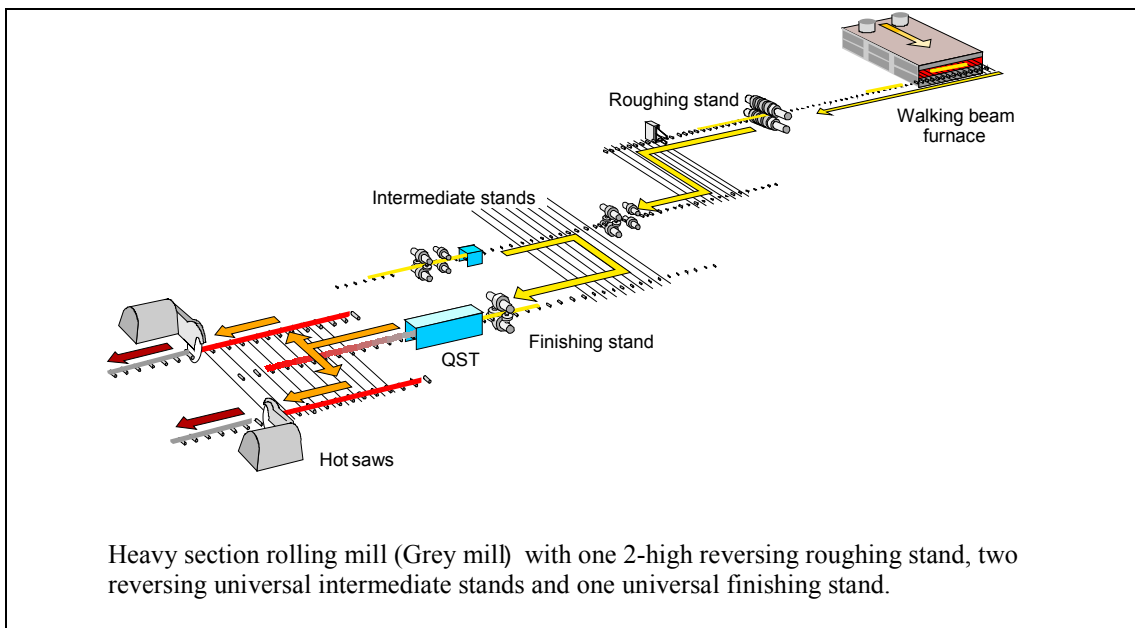 Roughing stand
Walking beam
furnace
Intermediate stands
Finishing stand
QST
Hot saws
Heavy section rolling mill (Grey mill) with one 2-high reversing roughing stand, two
reversing universal intermediate stands and one universal finishing stand.